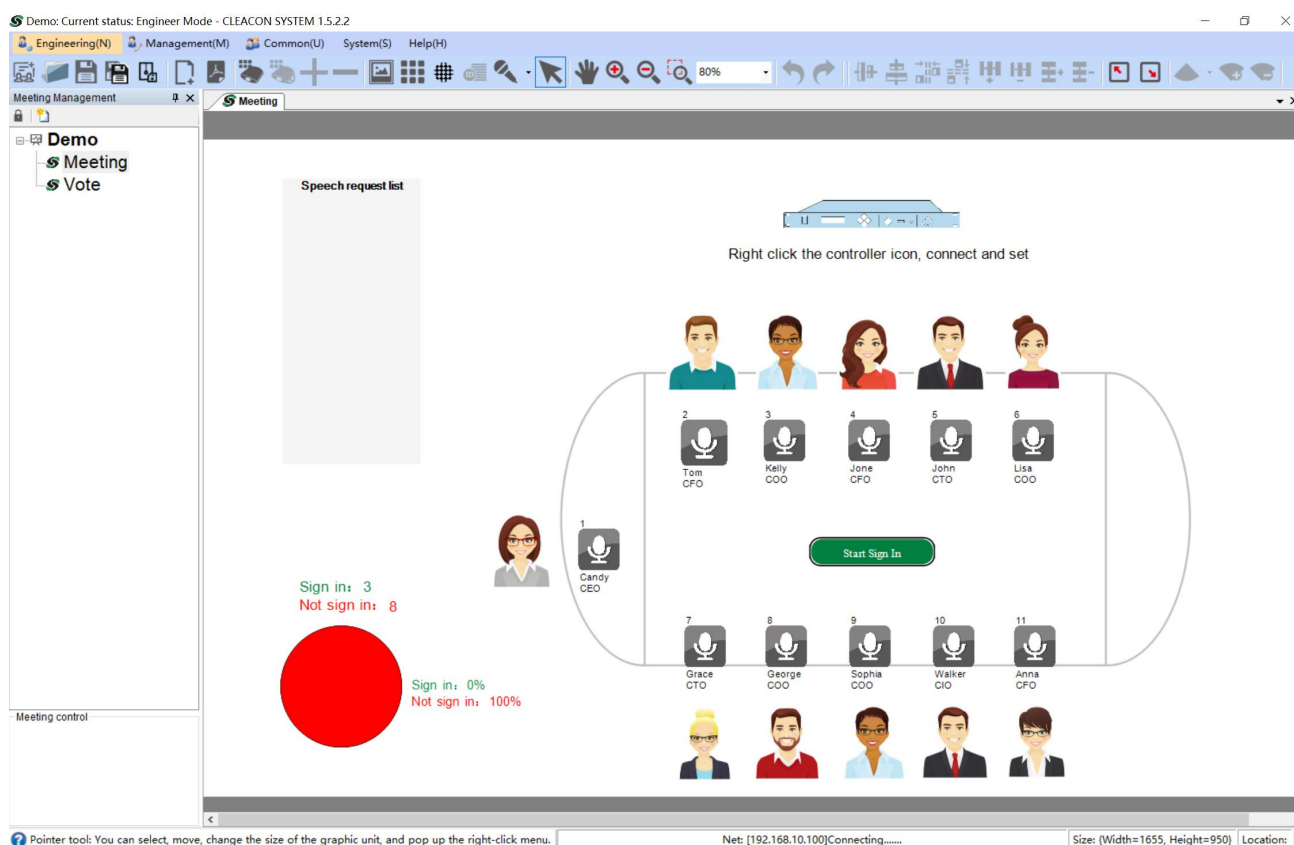 Demo: Current status: Engineer Mode - CLEACON SYSTEM 1.5.2.2
Engineering(N) Management(M) Common(U) System(S) Help(H)
80%
Meeting Management
Meeting
Demo
Meeting
Vote
Speech request list
Right click the controller icon, connect and set
2 3 4 5 6
Tom Kelly Jone John Lisa
CFO COO CFO CTO COO
1
Candy
CEO
Start Sign In
Sign in： 3
Not sign in： 8
7 8 9 10 11
Grace George Sophia Walker Anna
CTO COO COO CIO CFO
Sign in： 0%
Not sign in： 100%
Meeting control
Pointer tool: You can select, move, change the size of the graphic unit, and pop up the right-click menu.
Net: [192.168.10.100]Connecting.......
Size: {Width=1655, Height=950} Location: